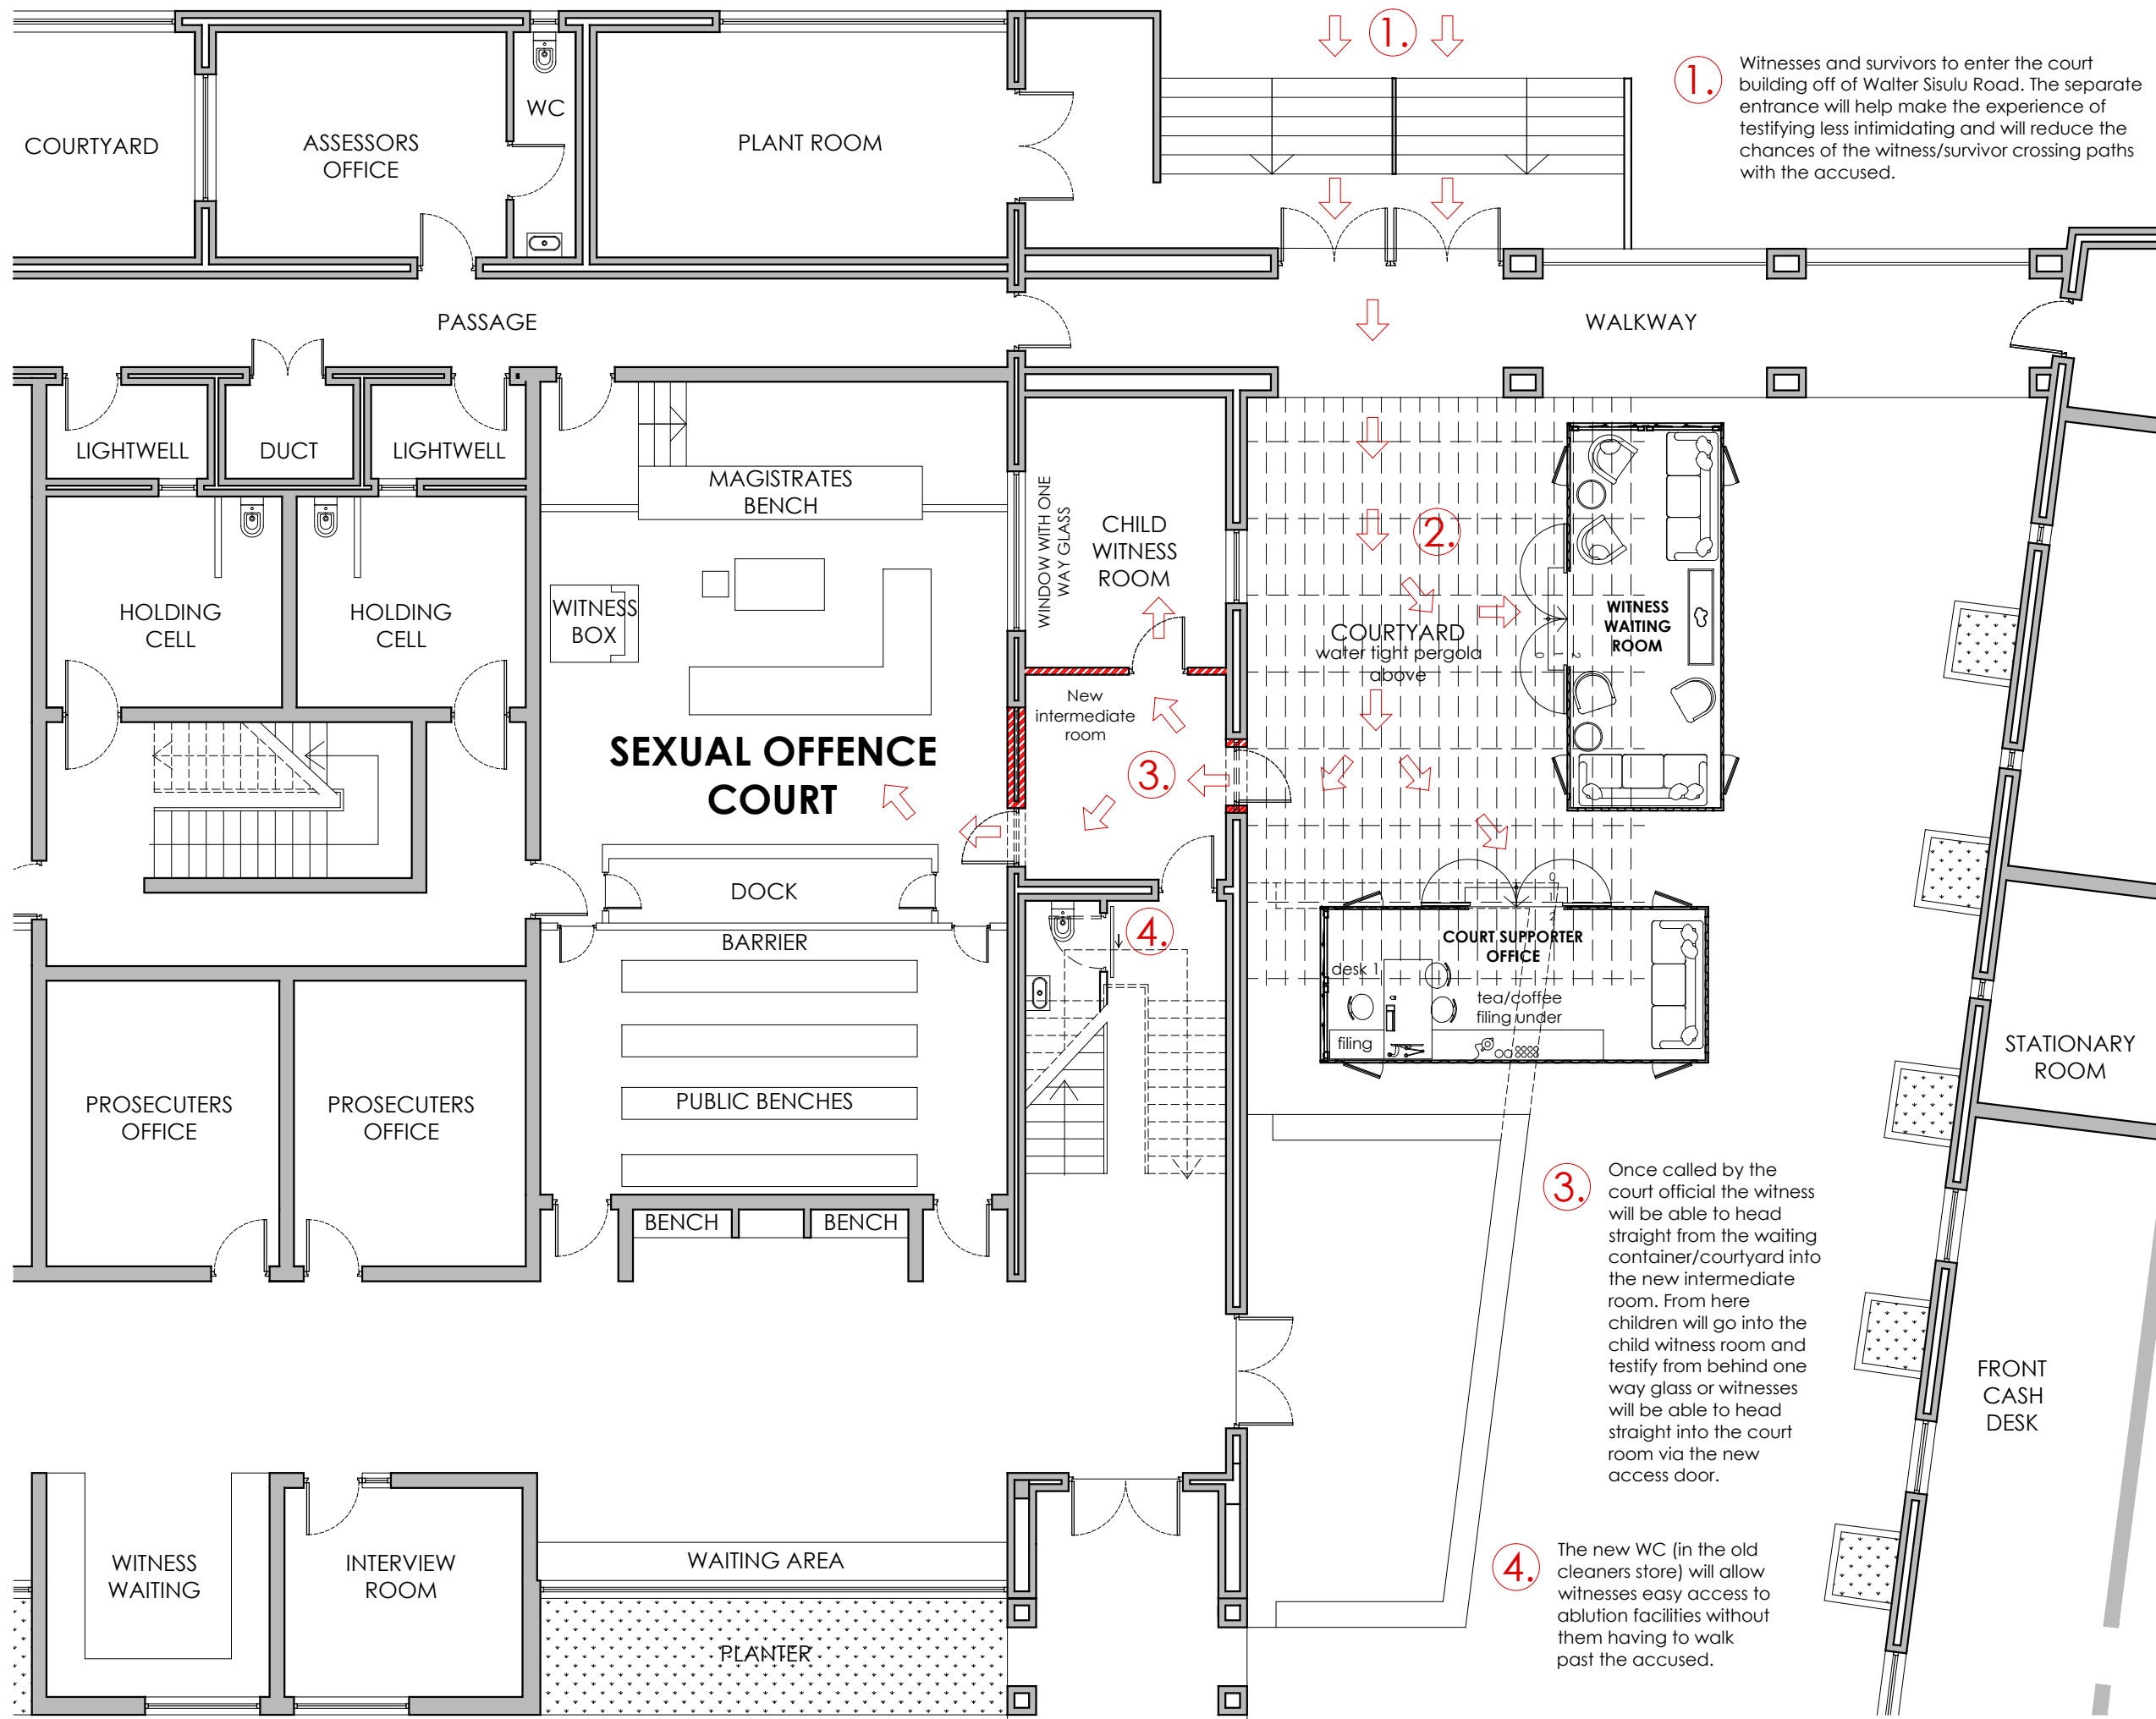 1.
1.
Witnesses and survivors to enter the court
building off of Walter Sisulu Road. The separate
entrance will help make the experience of
testifying less intimidating and will reduce the
chances of the witness/survivor crossing paths
with the accused.
COURTYARD
ASSESSORS
OFFICE
WC
PLANT ROOM
PASSAGE
WALKWAY
LIGHTWELL
DUCT
LIGHTWELL
MAGISTRATES
BENCH
WINDOW WITH ONE
WAY GLASS
CHILD
WITNESS
ROOM
2.
HOLDING
CELL
HOLDING
CELL
WITNESS
BOX
COURTYARD
water tight pergola
above
WITNESS
WAITING
ROOM
0
1
2
New
intermediate
room
SEXUAL OFFENCE
COURT
3.
DOCK
BARRIER
4.
0
1
2
COURT SUPPORTER
OFFICE
desk 1
tea/coffee
filing under
filing
STATIONARY
ROOM
PROSECUTERS
OFFICE
PROSECUTERS
OFFICE
PUBLIC BENCHES
BENCH
BENCH
3.
Once called by the
court official the witness
will be able to head
straight from the waiting
container/courtyard into
the new intermediate
room. From here
children will go into the
child witness room and
testify from behind one
way glass or witnesses
will be able to head
straight into the court
room via the new
access door.
FRONT
CASH
DESK
WITNESS
WAITING
INTERVIEW
ROOM
WAITING AREA
PLANTER
4.
The new WC (in the old
cleaners store) will allow
witnesses easy access to
ablution facilities without
them having to walk
past the accused.